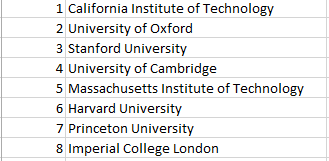 1 California Institute of Technology
2 University of Oxford
3 Stanford University
4 University of Cambridge
5 Massachusetts Institute of Technology
6 Harvard University
7 Princeton University
8 Imperial College London